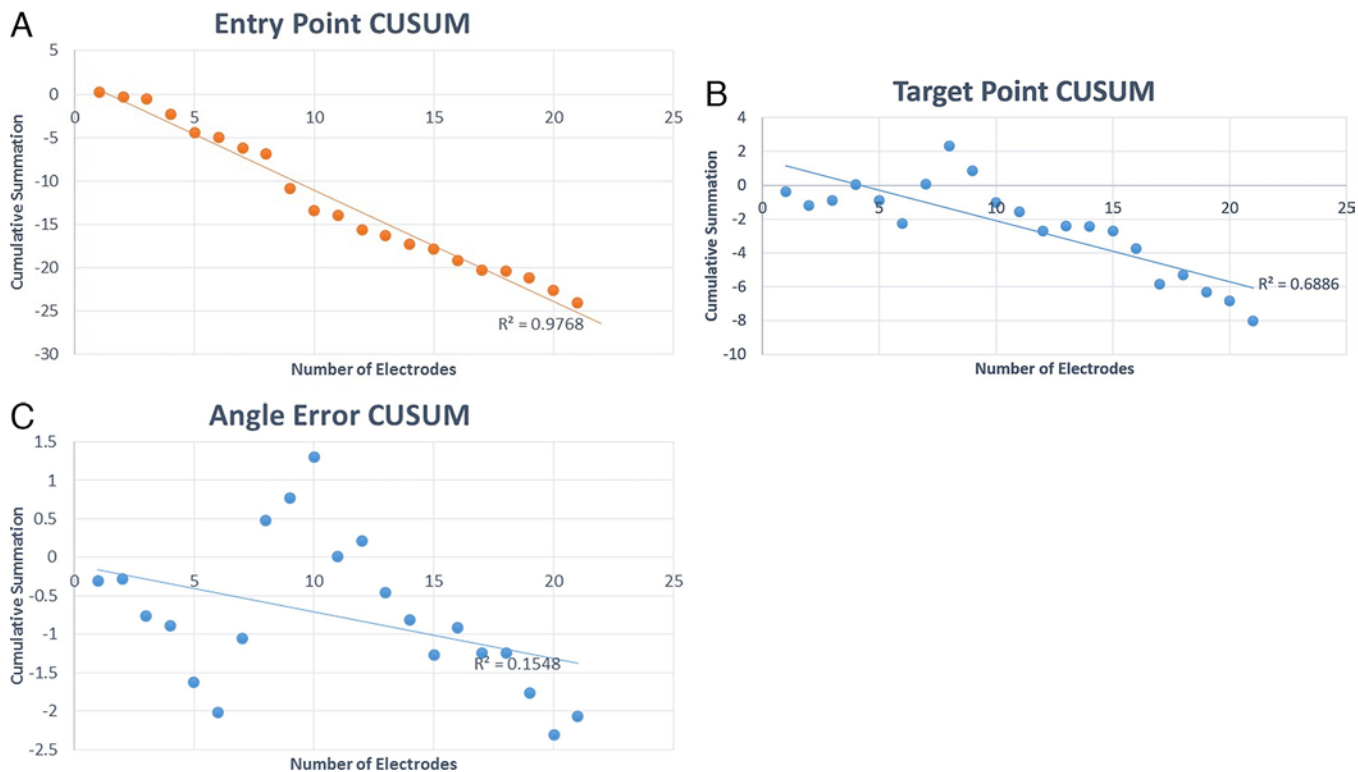 A
Entry Point CUSUM
5
0
-5
-10
-15
-20
-25
-30
0 5 10 15 20 25
Cumulative Summation
R² = 0.9768
Number of Electrodes
B
Target Point CUSUM
4
2
0
-2
-4
-6
-8
-10
0 5 10 15 20 25
Cumulative Summation
R² = 0.6886
Number of Electrodes
C
Angle Error CUSUM
1.5
1
0.5
0
-0.5
-1
-1.5
-2
-2.5
0 5 10 15 20 25
Cumulative Summation
R² = 0.1548
Number of Electrodes